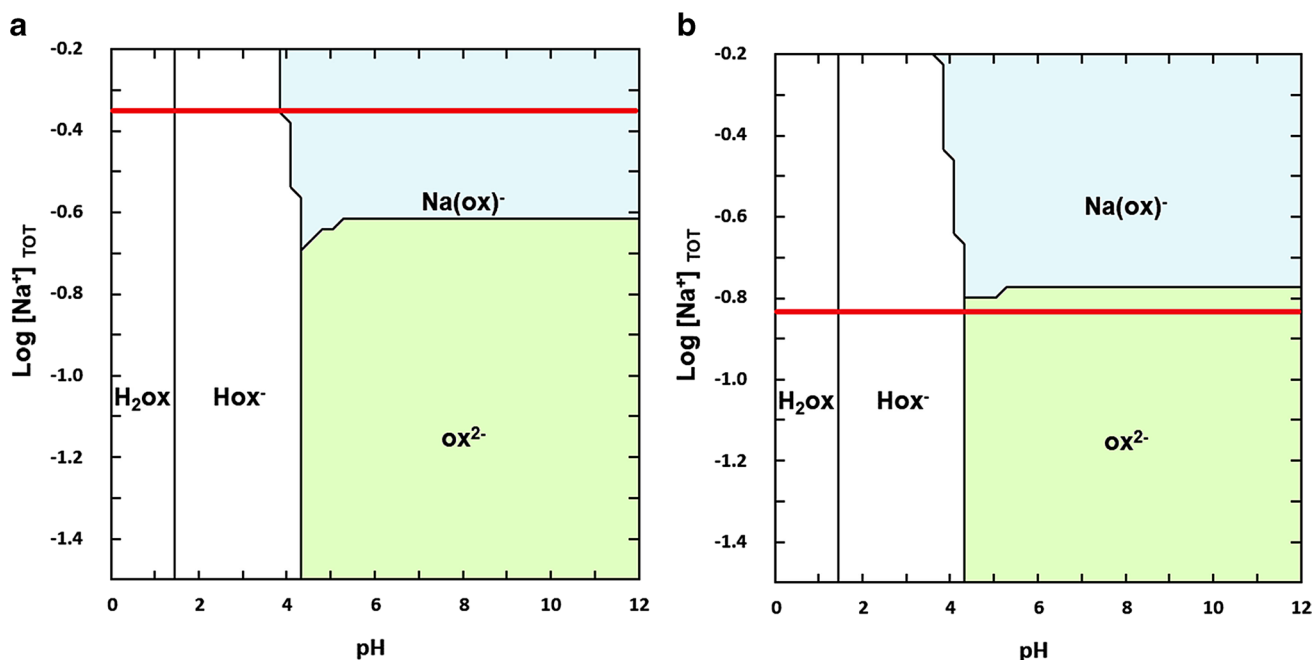 a
-0.2
-0.4
-0.6
-0.8
-1.0
-1.2
-1.4
Log [Na⁺] TOT
Na(ox)⁻
H₂ox
Hox⁻
ox²⁻
0 2 4 6 8 10 12
pH
b
-0.2
-0.4
-0.6
-0.8
-1.0
-1.2
-1.4
Log [Na⁺] TOT
Na(ox)⁻
H₂ox
Hox⁻
ox²⁻
0 2 4 6 8 10 12
pH